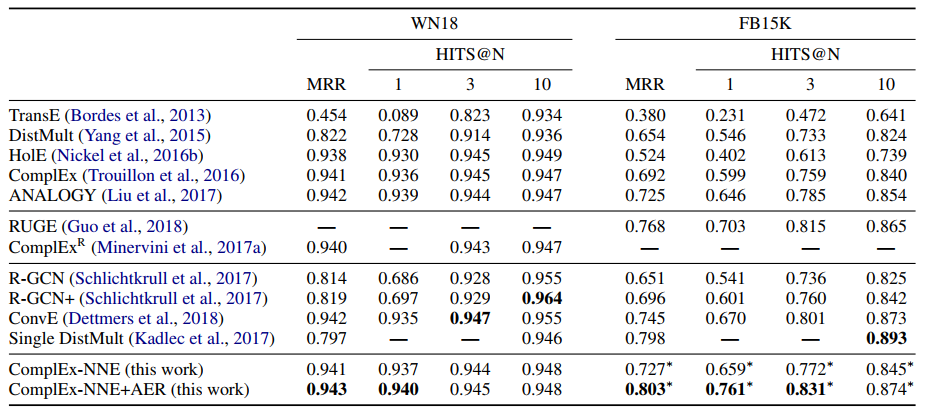 WN18 FB15K
HITS@N HITS@N
MRR 1 3 10 MRR 1 3 10
TransE (Bordes et al., 2013) 0.454 0.089 0.823 0.934 0.380 0.231 0.472 0.641
DistMult (Yang et al., 2015) 0.822 0.728 0.914 0.936 0.654 0.546 0.733 0.824
HolE (Nickel et al., 2016b) 0.938 0.930 0.945 0.949 0.524 0.402 0.613 0.739
ComplEx (Trouillon et al., 2016) 0.941 0.936 0.945 0.947 0.692 0.599 0.759 0.840
ANALOGY (Liu et al., 2017) 0.942 0.939 0.944 0.947 0.725 0.646 0.785 0.854
RUGE (Guo et al., 2018) — — — — 0.768 0.703 0.815 0.865
ComplExᴿ (Minervini et al., 2017a) 0.940 — 0.943 0.947 — — — —
R-GCN (Schlichtkrull et al., 2017) 0.814 0.686 0.928 0.955 0.651 0.541 0.736 0.825
R-GCN+ (Schlichtkrull et al., 2017) 0.819 0.697 0.929 0.964 0.696 0.601 0.760 0.842
ConvE (Dettmers et al., 2018) 0.942 0.935 0.947 0.955 0.745 0.670 0.801 0.873
Single DistMult (Kadlec et al., 2017) 0.797 — — 0.946 0.798 — — 0.893
ComplEx-NNE (this work) 0.941 0.937 0.944 0.948 0.727* 0.659* 0.772* 0.845*
ComplEx-NNE+AER (this work) 0.943 0.940 0.945 0.948 0.803* 0.761* 0.831* 0.874*